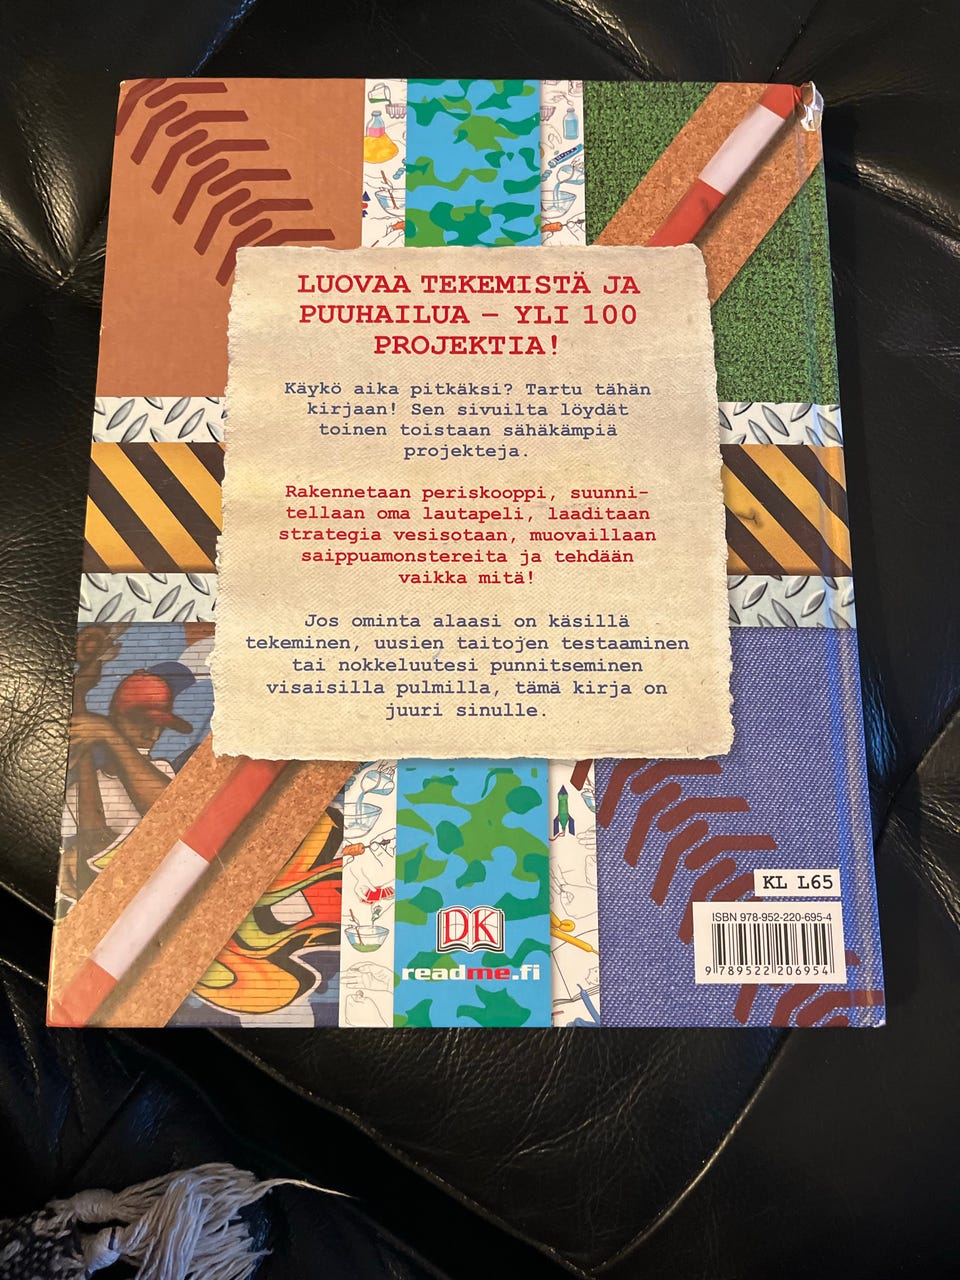 LUOVAA TEKEMISTÄ JA
PUUHAILUA – YLI 100
PROJEKTIA!
Käykö aika pitkäksi? Tartu tähän
kirjaan! Sen sivuilta löydät
toinen toistaan sähäkämpiä
projekteja.
Rakennetaan periskooppi, suunni-
tellaan oma lautapeli, laaditaan
strategia vesisotaan, muovaillaan
saippuamonstereita ja tehdään
vaikka mitä!
Jos ominta alaasi on käsillä
tekeminen, uusien taitojen testaaminen
tai nokkeluutesi punnitseminen
visaisilla pulmilla, tämä kirja on
juuri sinulle.
KL L65
ISBN 978-952-220-695-4
9 789522 206954
DK
readme.fi